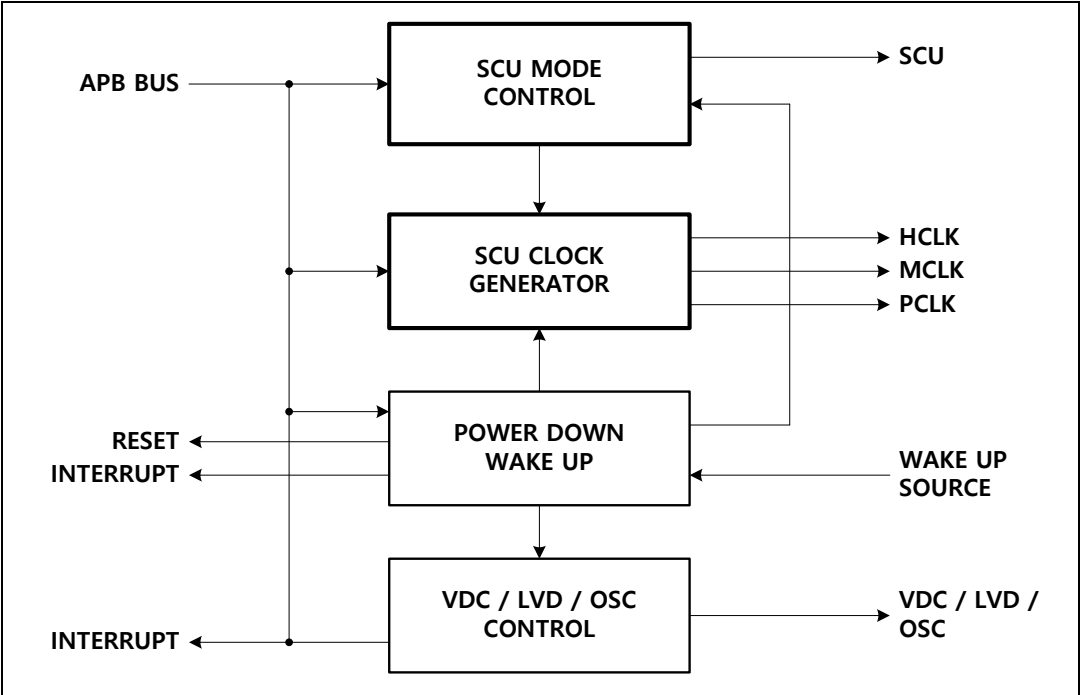 SCU MODE
CONTROL
SCU
APB BUS
SCU CLOCK
GENERATOR
HCLK
MCLK
PCLK
POWER DOWN
WAKE UP
RESET
INTERRUPT
WAKE UP
SOURCE
VDC / LVD / OSC
CONTROL
VDC / LVD /
OSC
INTERRUPT